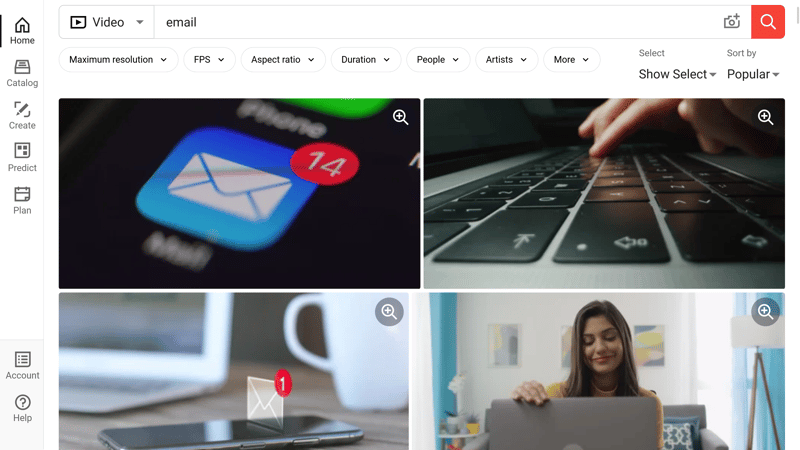 Home
Catalog
Create
Predict
Plan
Account
Help
Video
email
Maximum resolution
FPS
Aspect ratio
Duration
People
Artists
More
Select
Show Select
Sort by
Popular
Phone
14
Mail
1